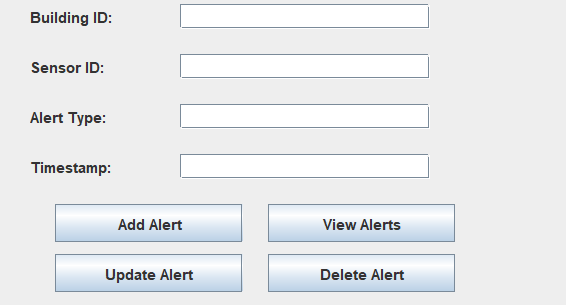 Building ID:
Sensor ID:
Alert Type:
Timestamp:
Add Alert
View Alerts
Update Alert
Delete Alert